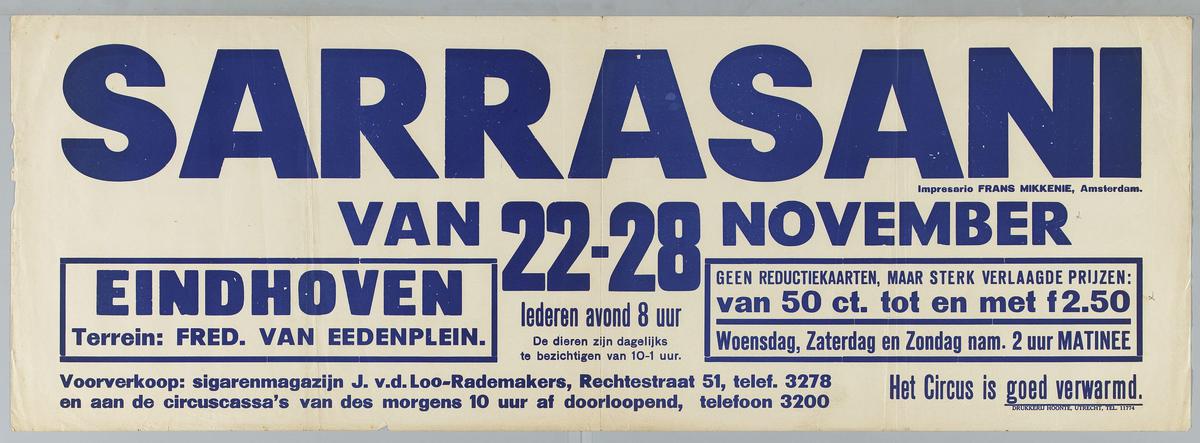 SARRASANI
Impresario FRANS MIKKENIE, Amsterdam.
VAN 22-28 NOVEMBER
EINDHOVEN
Terrein: FRED. VAN EEDENPLEIN.
Iederen avond 8 uur
De dieren zijn dagelijks
te bezichtigen van 10-1 uur.
GEEN REDUCTIEKAARTEN, MAAR STERK VERLAAGDE PRIJZEN:
van 50 ct. tot en met f 2.50
Woensdag, Zaterdag en Zondag nam. 2 uur MATINEE
Voorverkoop: sigarenmagazijn J. v.d. Loo-Rademakers, Rechtestraat 51, telef. 3278
en aan de circuscassa's van des morgens 10 uur af doorloopend, telefoon 3200
Het Circus is goed verwarmd.
DRUKKERIJ NOONTE, UTRECHT, TEL. 11774